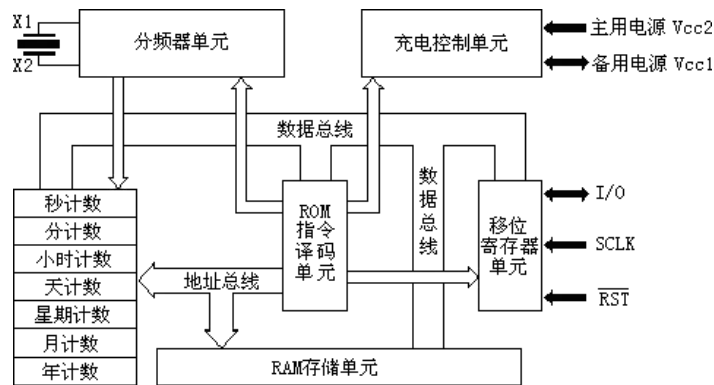 X1
X2
分频器单元
充电控制单元
主用电源 Vcc2
备用电源 Vcc1
数据总线
秒计数
分计数
小时计数
天计数
星期计数
月计数
年计数
ROM
指令
译码
单元
数
据
总
线
移位
寄存器
单元
I/O
SCLK
RST
地址总线
RAM存储单元